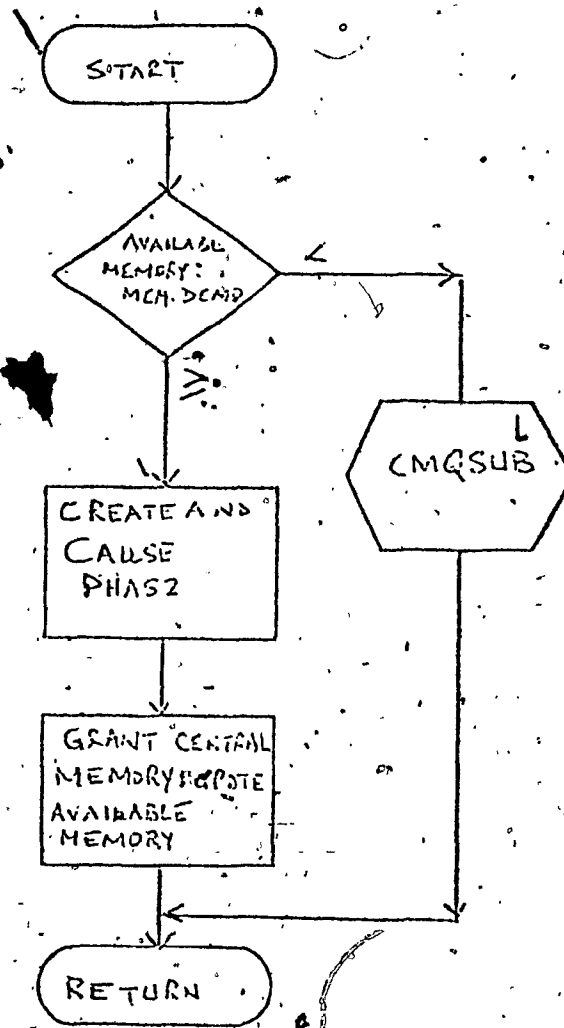 START
AVAILABLE
MEMORY:
MEM. DEMD
<
≥
L
CMQSUB
CREATE AND
CAUSE
PHAS2
GRANT CENTRAL
MEMORY
AVAILABLE
MEMORY
RETURN